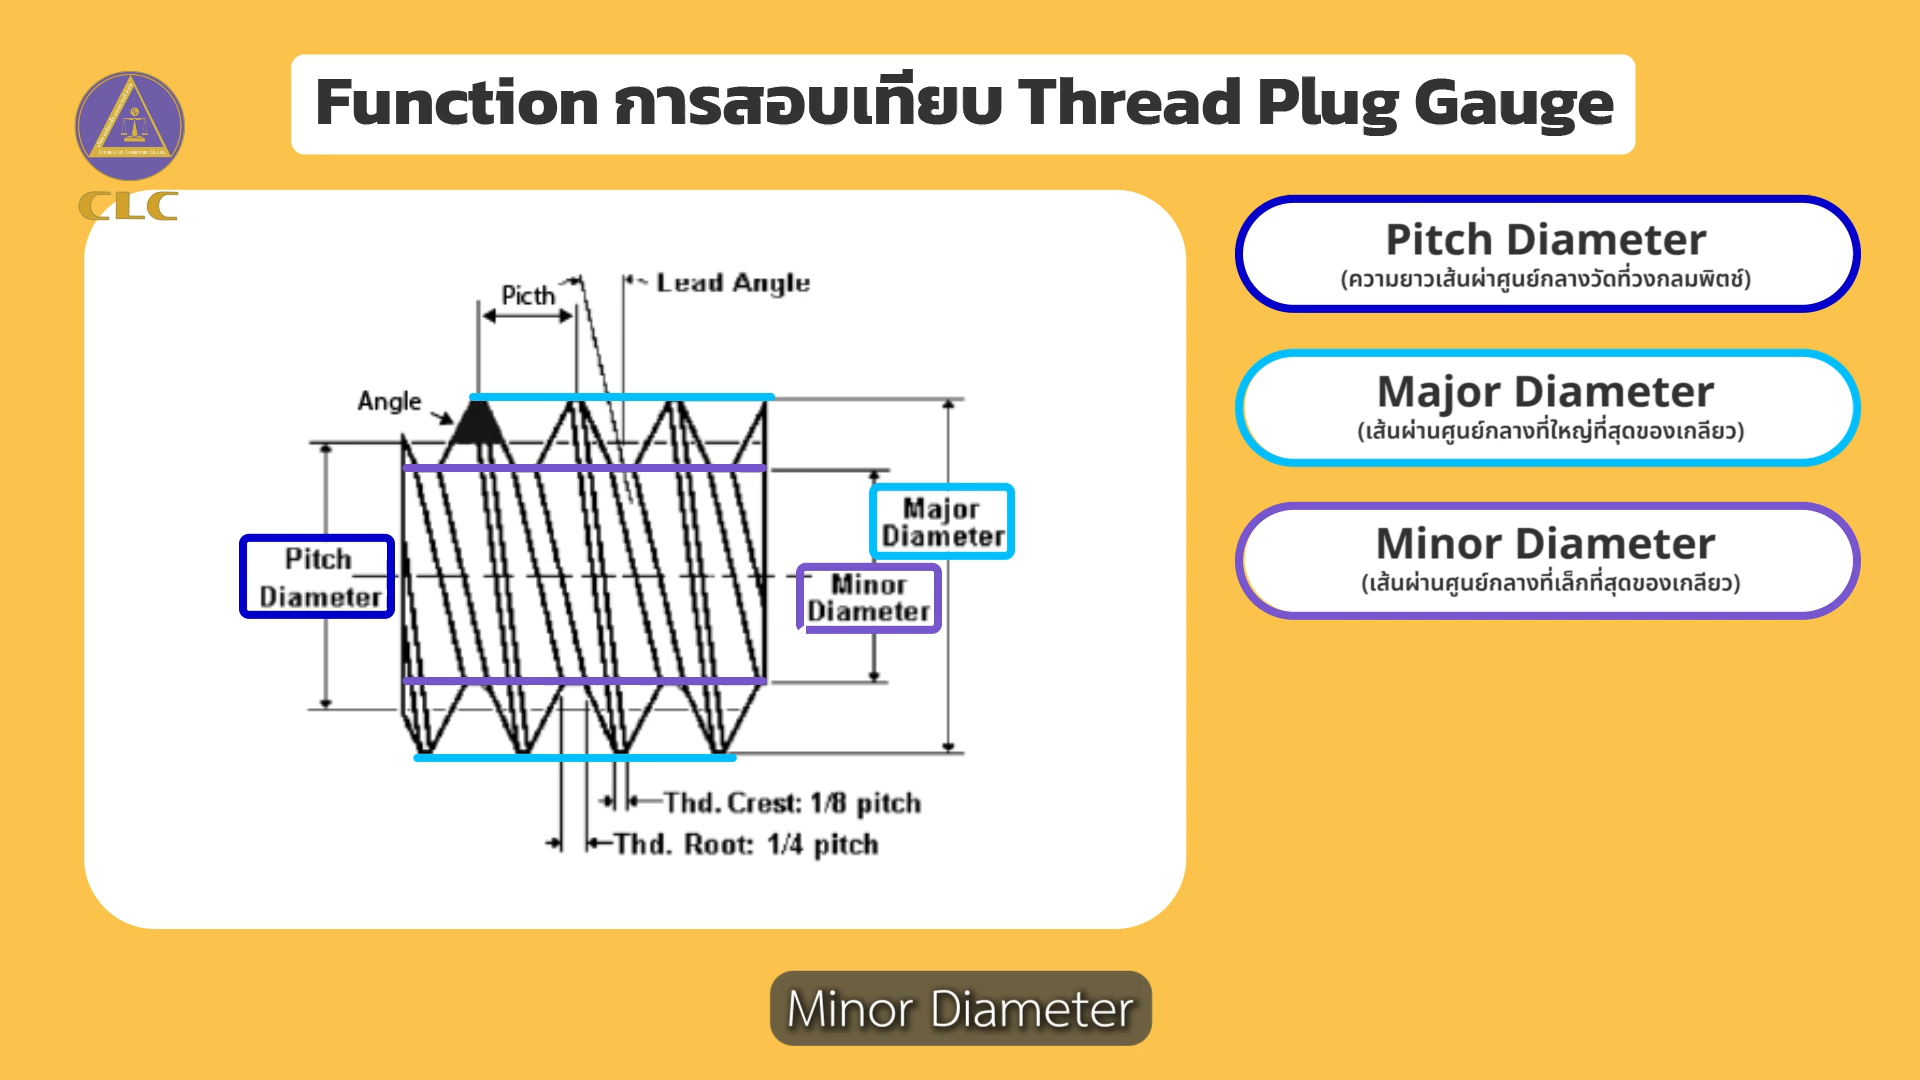 Function การสอบเทียบ Thread Plug Gauge
CLC
Picth
Lead Angle
Angle
Pitch
Diameter
Major
Diameter
Minor
Diameter
Thd. Crest: 1/8 pitch
Thd. Root: 1/4 pitch
Pitch Diameter
(ความยาวเส้นผ่าศูนย์กลางวัดที่วงกลมพิตช์)
Major Diameter
(เส้นผ่านศูนย์กลางที่ใหญ่ที่สุดของเกลียว)
Minor Diameter
(เส้นผ่านศูนย์กลางที่เล็กที่สุดของเกลียว)
Minor Diameter